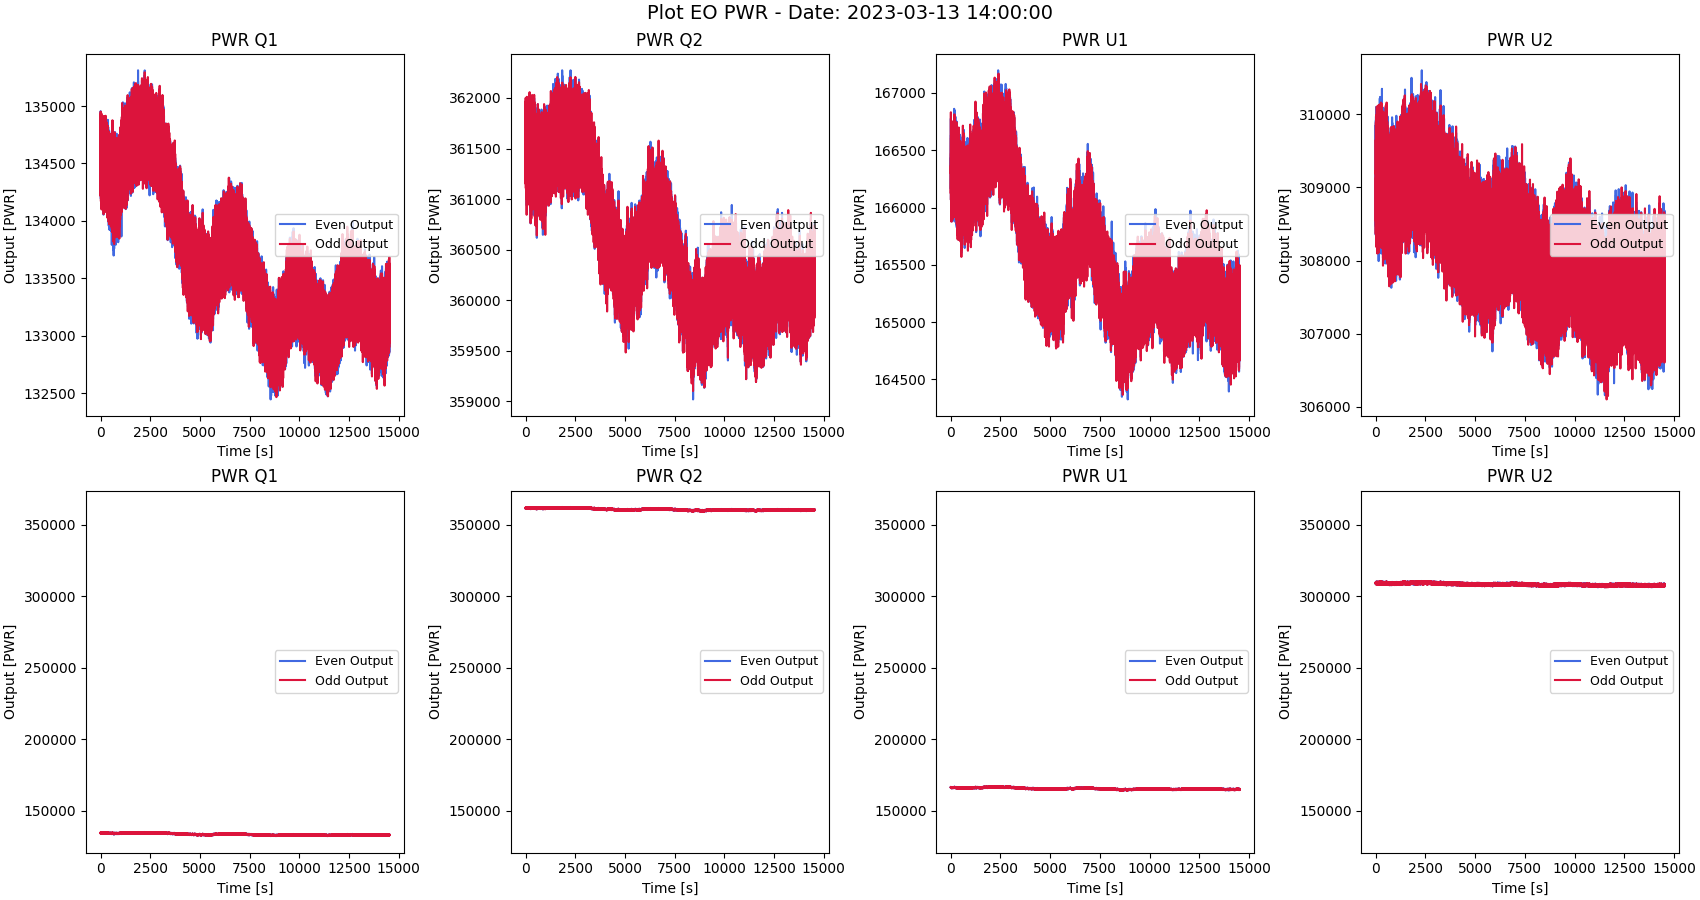 Plot EO PWR - Date: 2023-03-13 14:00:00
PWR Q1
Output [PWR]
135000
134500
134000
133500
133000
132500
Even Output
Odd Output
0 2500 5000 7500 10000 12500 15000
Time [s]
PWR Q2
Output [PWR]
362000
361500
361000
360500
360000
359500
359000
Even Output
Odd Output
0 2500 5000 7500 10000 12500 15000
Time [s]
PWR U1
Output [PWR]
167000
166500
166000
165500
165000
164500
Even Output
Odd Output
0 2500 5000 7500 10000 12500 15000
Time [s]
PWR U2
Output [PWR]
310000
309000
308000
307000
306000
Even Output
Odd Output
0 2500 5000 7500 10000 12500 15000
Time [s]
PWR Q1
Output [PWR]
350000
300000
250000
200000
150000
Even Output
Odd Output
0 2500 5000 7500 10000 12500 15000
Time [s]
PWR Q2
Output [PWR]
350000
300000
250000
200000
150000
Even Output
Odd Output
0 2500 5000 7500 10000 12500 15000
Time [s]
PWR U1
Output [PWR]
350000
300000
250000
200000
150000
Even Output
Odd Output
0 2500 5000 7500 10000 12500 15000
Time [s]
PWR U2
Output [PWR]
350000
300000
250000
200000
150000
Even Output
Odd Output
0 2500 5000 7500 10000 12500 15000
Time [s]